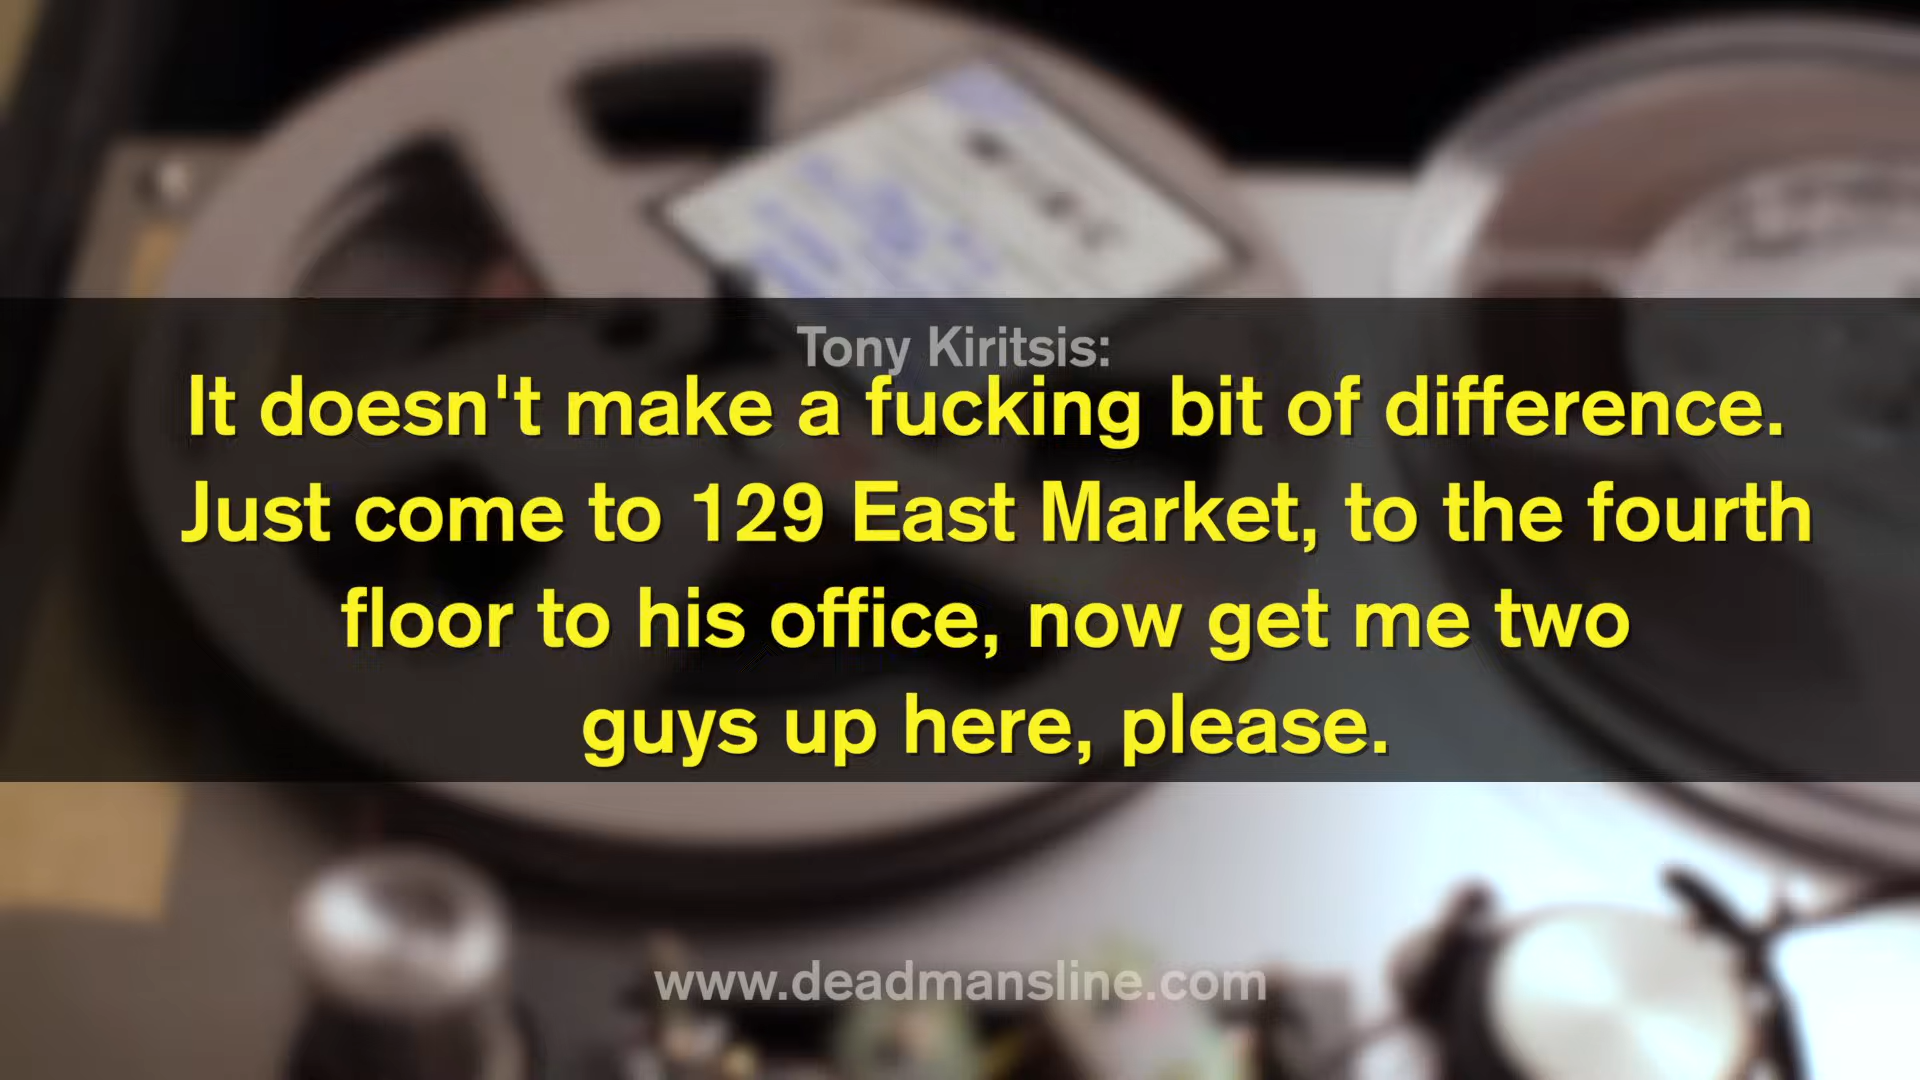 Tony Kiritsis:
It doesn't make a fucking bit of difference.
Just come to 129 East Market, to the fourth
floor to his office, now get me two
guys up here, please.
www.deadmansline.com